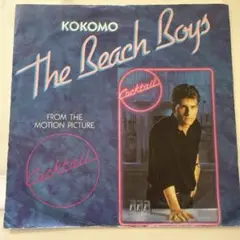 KOKOMO
The Beach Boys
Cocktail
FROM THE
MOTION PICTURE
Cocktail